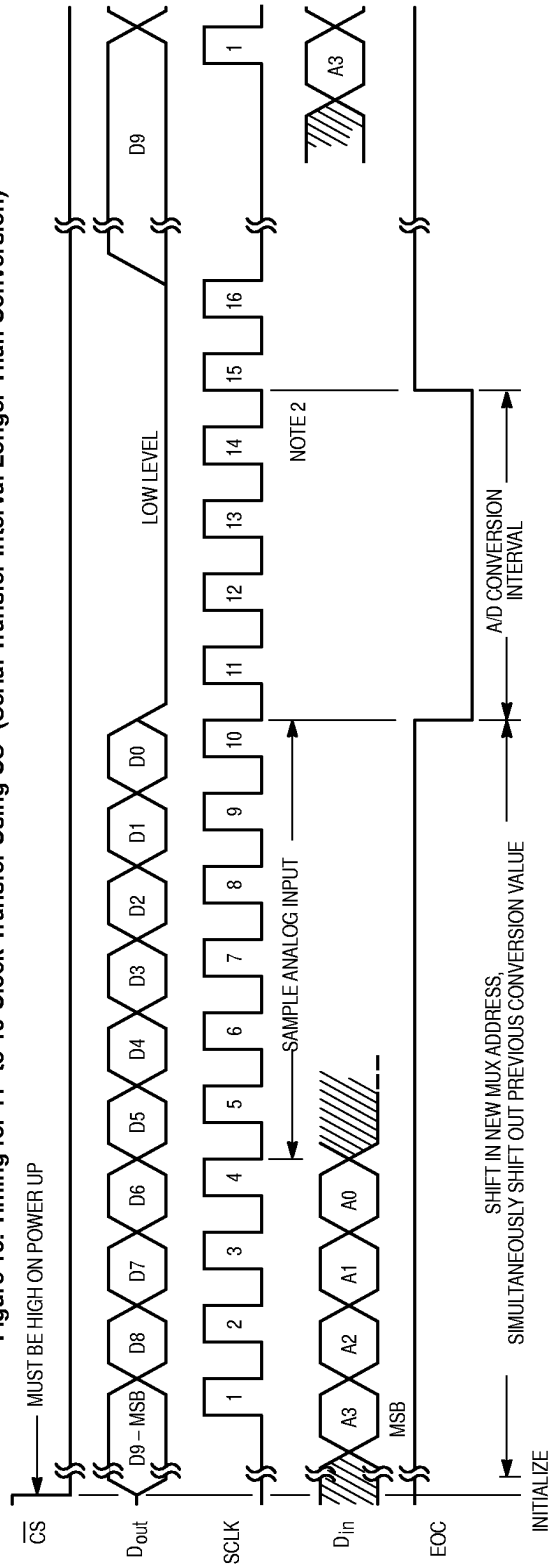 Timing for 11– to 16–Clock Transfer Using (Serial Transfer Interval Longer Than Conversion)
CS
MUST BE HIGH ON POWER UP
Dout
D9 – MSB D8 D7 D6 D5 D4 D3 D2 D1 D0
LOW LEVEL
D9
SCLK
1 2 3 4 5 6 7 8 9 10 11 12 13 14 15 16 1
SAMPLE ANALOG INPUT
NOTE 2
Din
A3 A2 A1 A0 A3
MSB
EOC
SHIFT IN NEW MUX ADDRESS,
SIMULTANEOUSLY SHIFT OUT PREVIOUS CONVERSION VALUE
A/D CONVERSION
INTERVAL
INITIALIZE